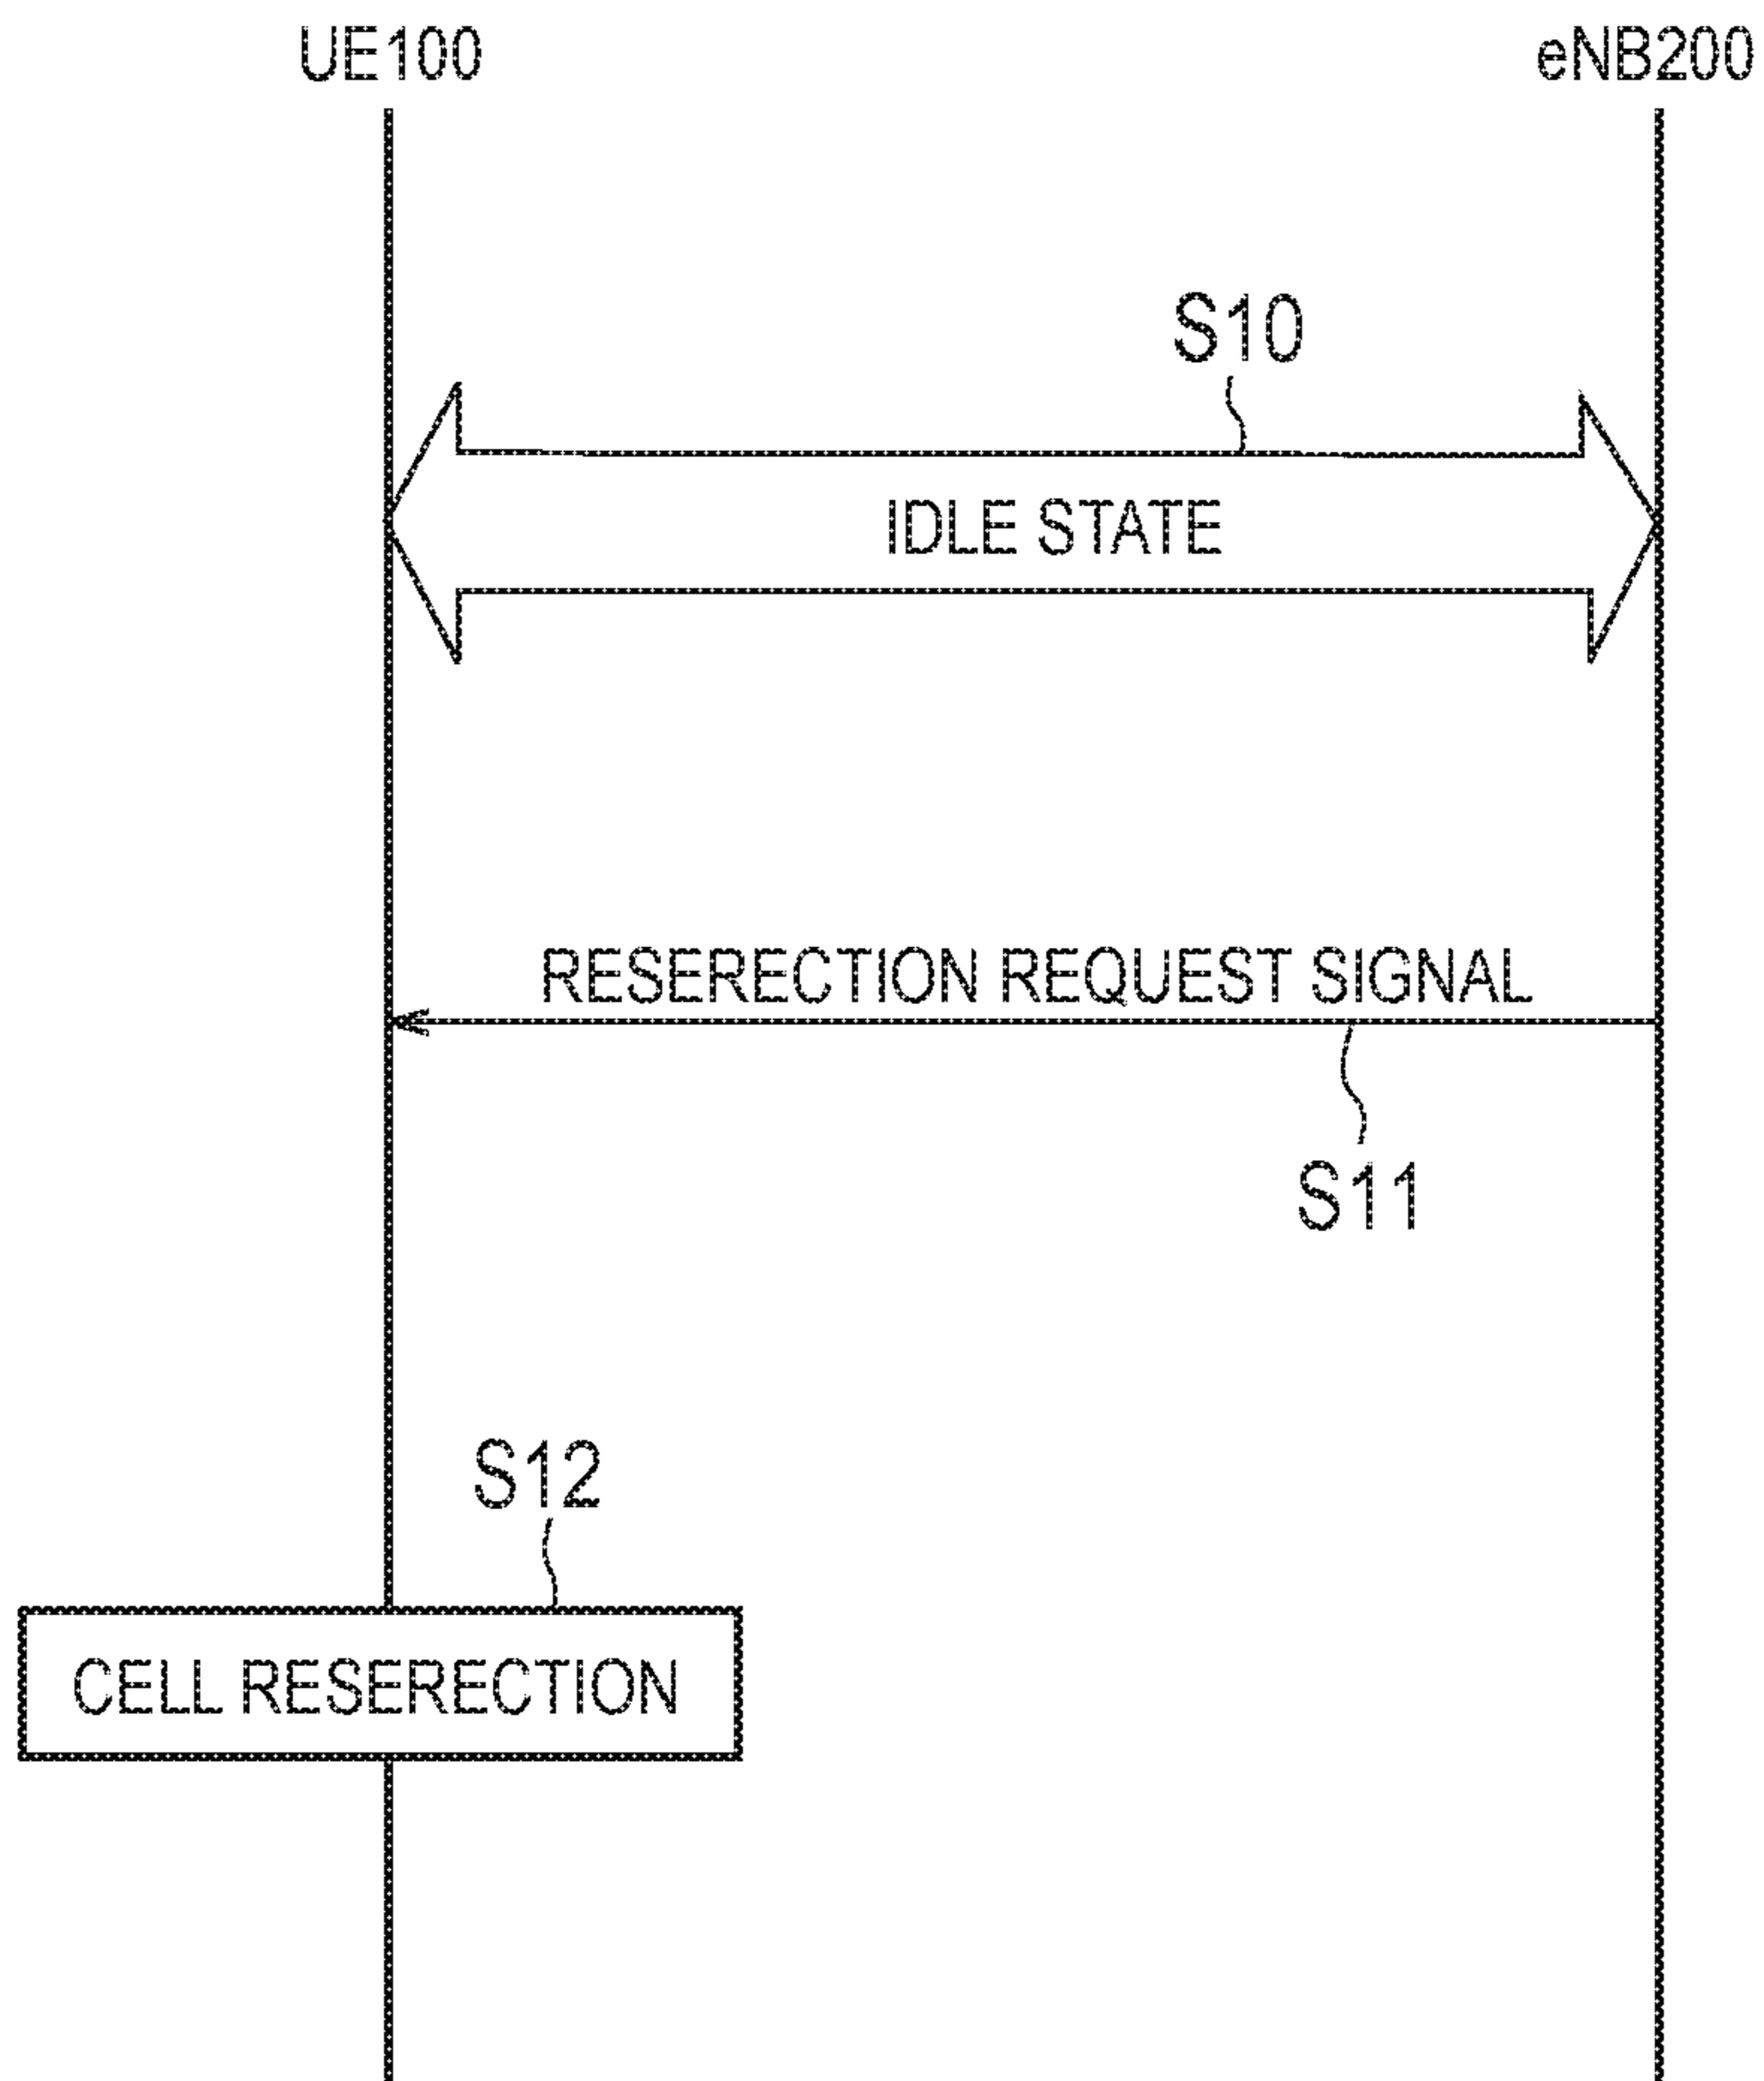 UE100 eNB200
S10
IDLE STATE
RESERECTION REQUEST SIGNAL
S11
S12
CELL RESERECTION